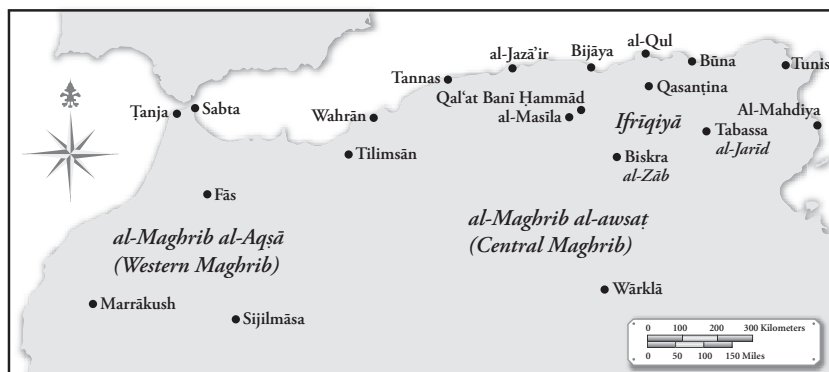 al-Qul
al-Jazā'ir
Bijāya
Būna
Tunis
Tannas
Qasanṭina
Qal'at Banī Ḥammād
Ṭanja
Sabta
Wahrān
al-Masīla
Ifrīqiyā
Al-Mahdiya
Tabassa
al-Jarīd
Tilimsān
Biskra
al-Zāb
Fās
al-Maghrib al-Aqṣā
(Western Maghrib)
al-Maghrib al-awsaṭ
(Central Maghrib)
Marrākush
Sijilmāsa
Wārklā
0 100 200 300 Kilometers
0 50 100 150 Miles